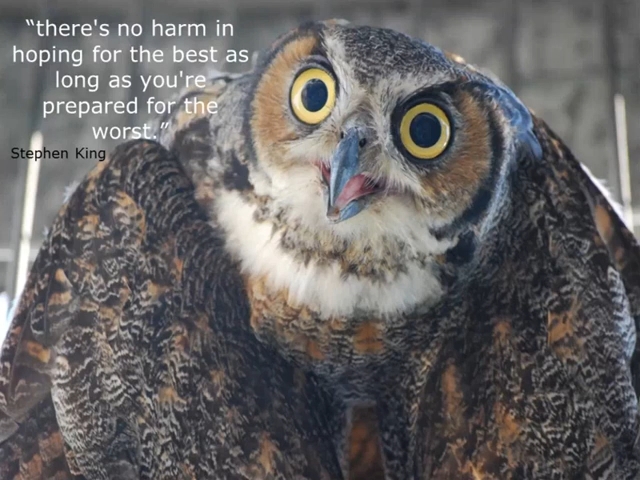 “there's no harm in
hoping for the best as
long as you're
prepared for the
worst.”
Stephen King